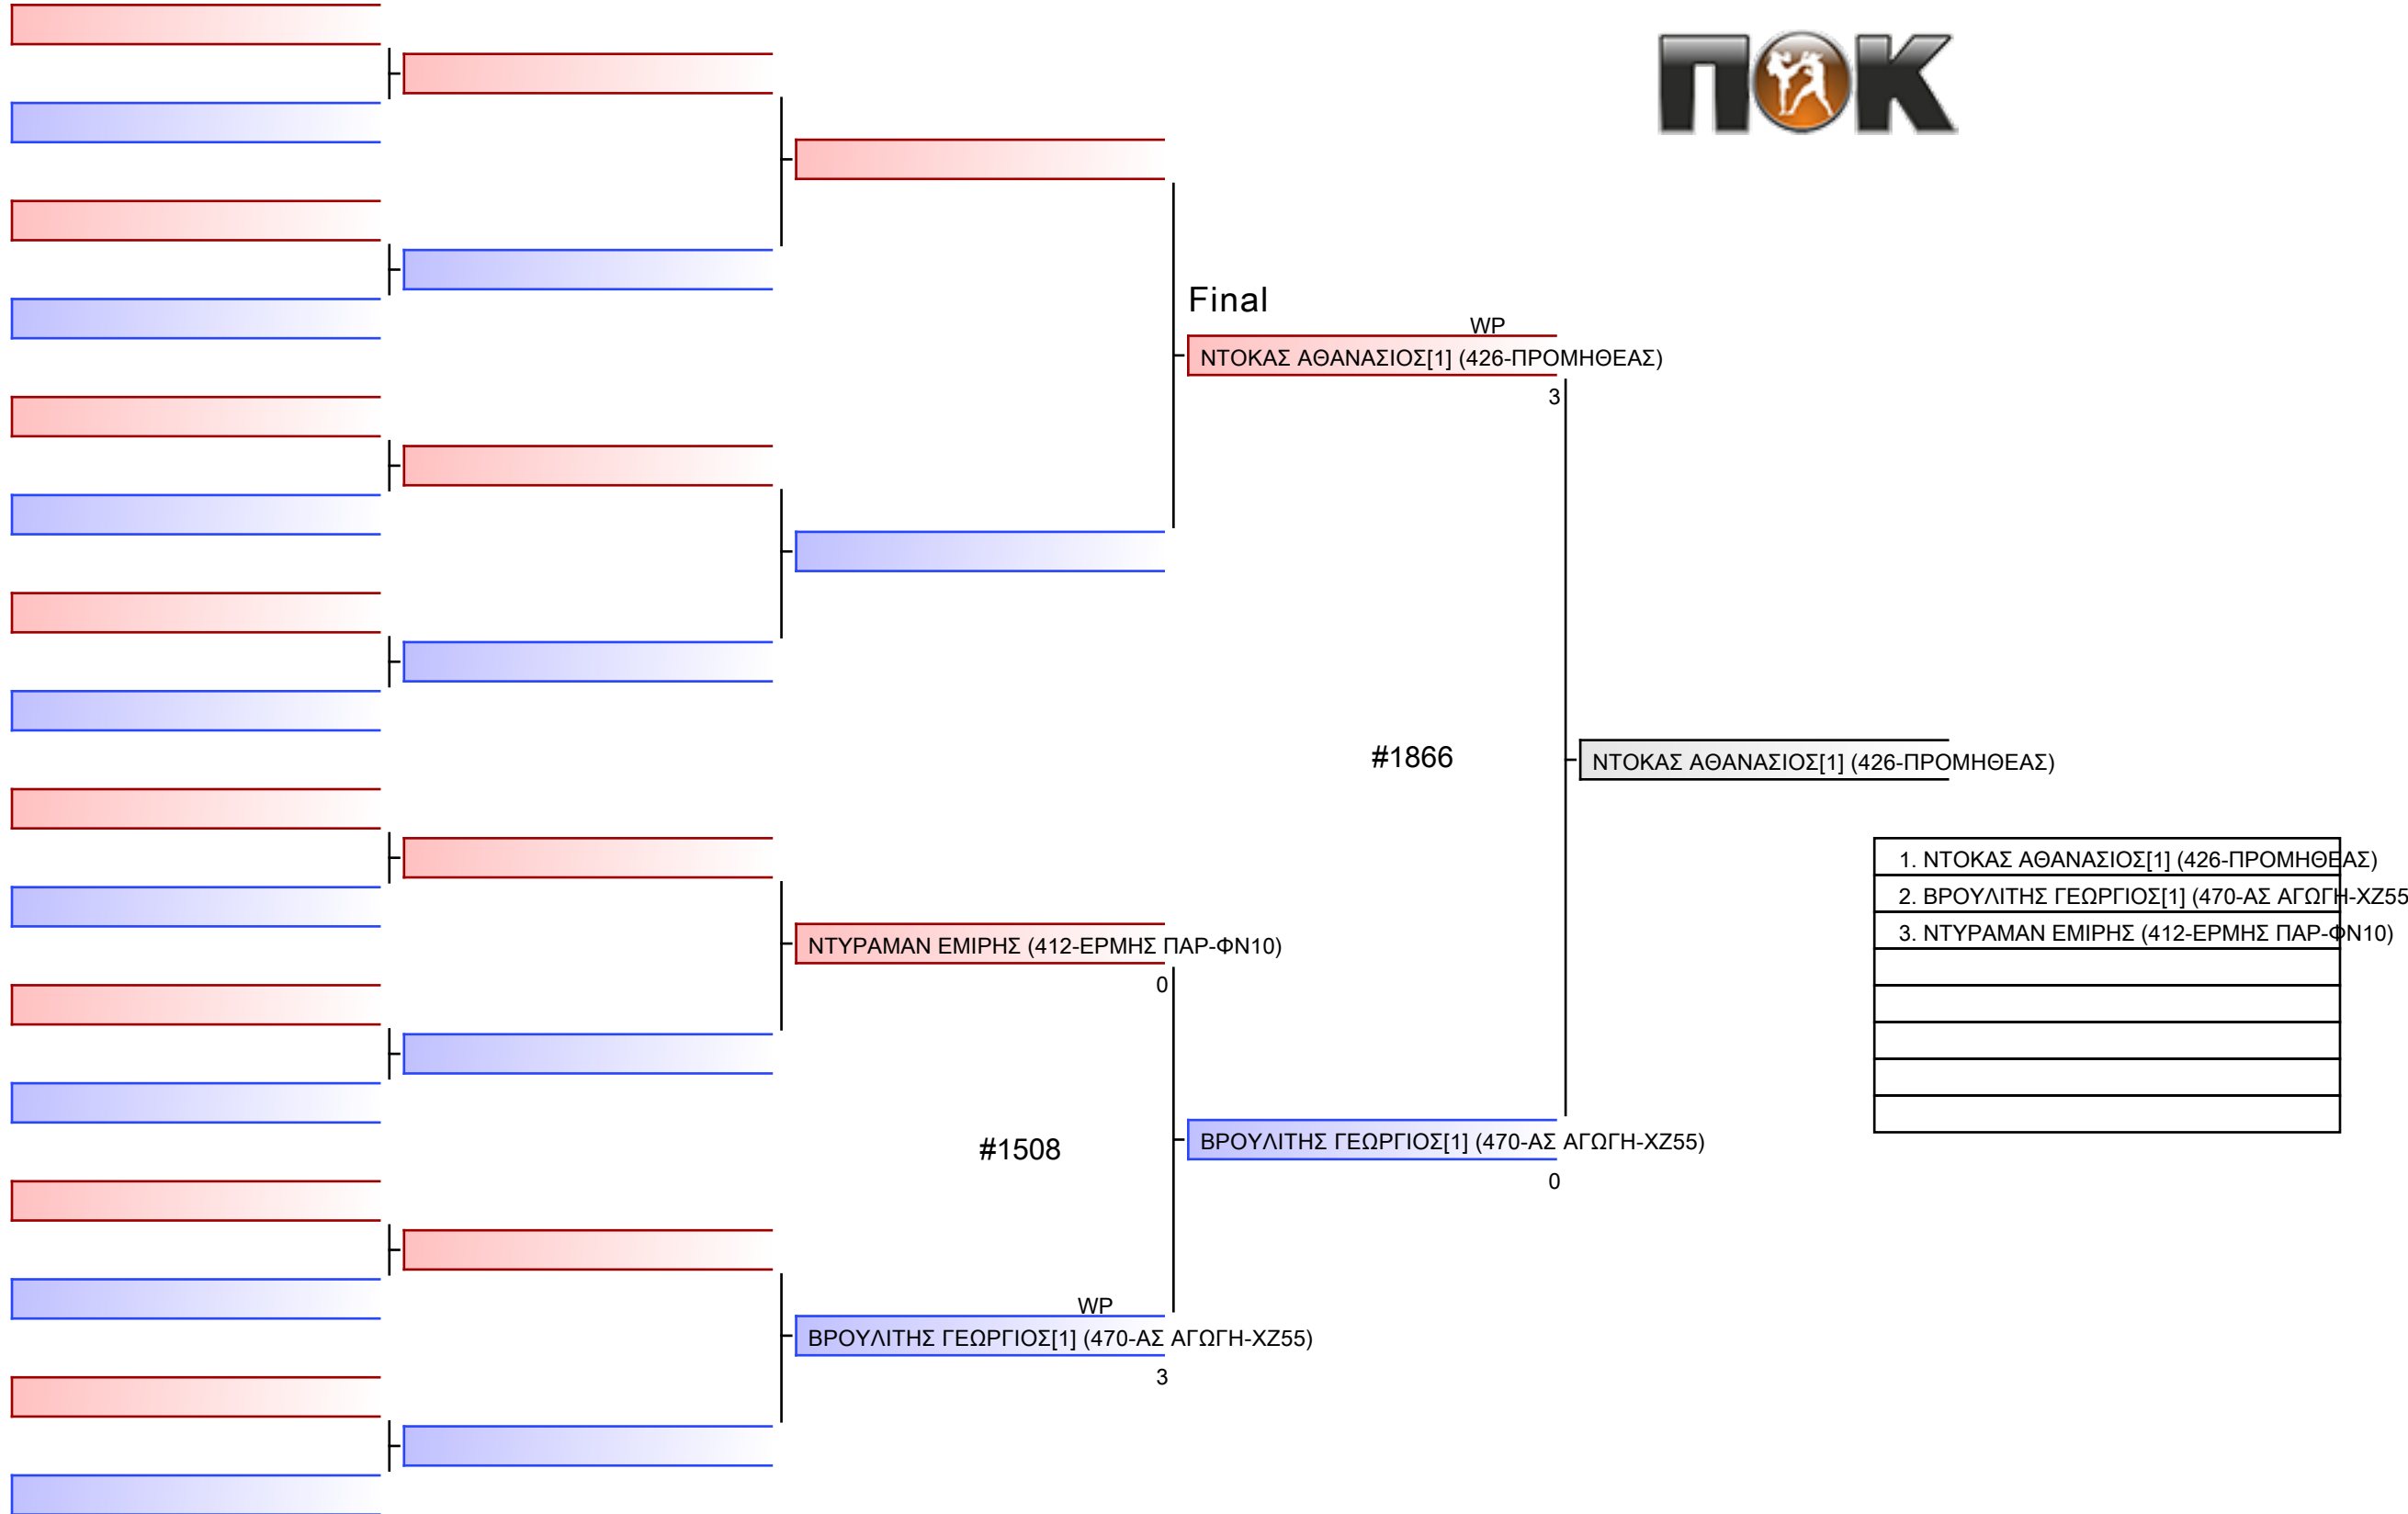 ΠΟΚ
Final
WP
ΝΤΟΚΑΣ ΑΘΑΝΑΣΙΟΣ[1] (426-ΠΡΟΜΗΘΕΑΣ)
3
#1866
ΝΤΟΚΑΣ ΑΘΑΝΑΣΙΟΣ[1] (426-ΠΡΟΜΗΘΕΑΣ)
1. ΝΤΟΚΑΣ ΑΘΑΝΑΣΙΟΣ[1] (426-ΠΡΟΜΗΘΕΑΣ)
2. ΒΡΟΥΛΙΤΗΣ ΓΕΩΡΓΙΟΣ[1] (470-ΑΣ ΑΓΩΓΗ-ΧΖ55
3. ΝΤΥΡΑΜΑΝ ΕΜΙΡΗΣ (412-ΕΡΜΗΣ ΠΑΡ-ΦΝ10)
ΝΤΥΡΑΜΑΝ ΕΜΙΡΗΣ (412-ΕΡΜΗΣ ΠΑΡ-ΦΝ10)
0
#1508
ΒΡΟΥΛΙΤΗΣ ΓΕΩΡΓΙΟΣ[1] (470-ΑΣ ΑΓΩΓΗ-ΧΖ55)
0
WP
ΒΡΟΥΛΙΤΗΣ ΓΕΩΡΓΙΟΣ[1] (470-ΑΣ ΑΓΩΓΗ-ΧΖ55)
3